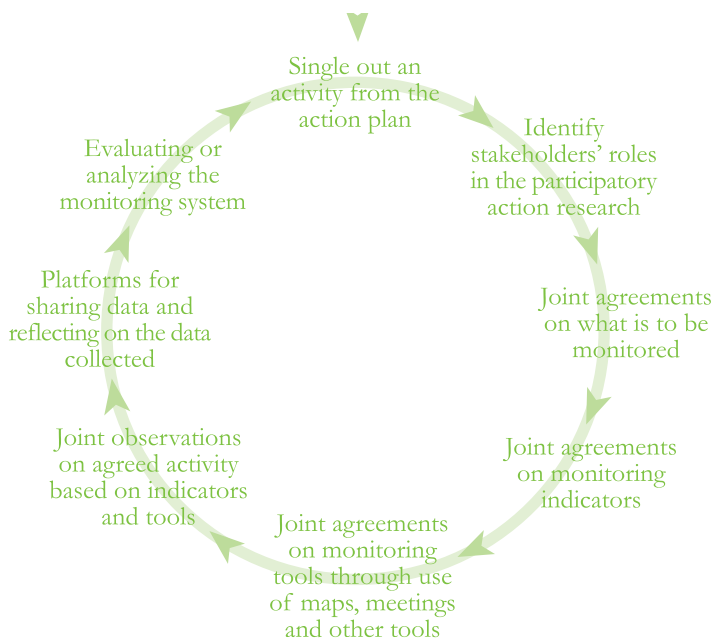 Single out an
activity from the
action plan
Identify
stakeholders’ roles
in the participatory
action research
Joint agreements
on what is to be
monitored
Joint agreements
on monitoring
indicators
Joint agreements
on monitoring
tools through use
of maps, meetings
and other tools
Joint observations
on agreed activity
based on indicators
and tools
Platforms for
sharing data and
reflecting on the data
collected
Evaluating or
analyzing the
monitoring system